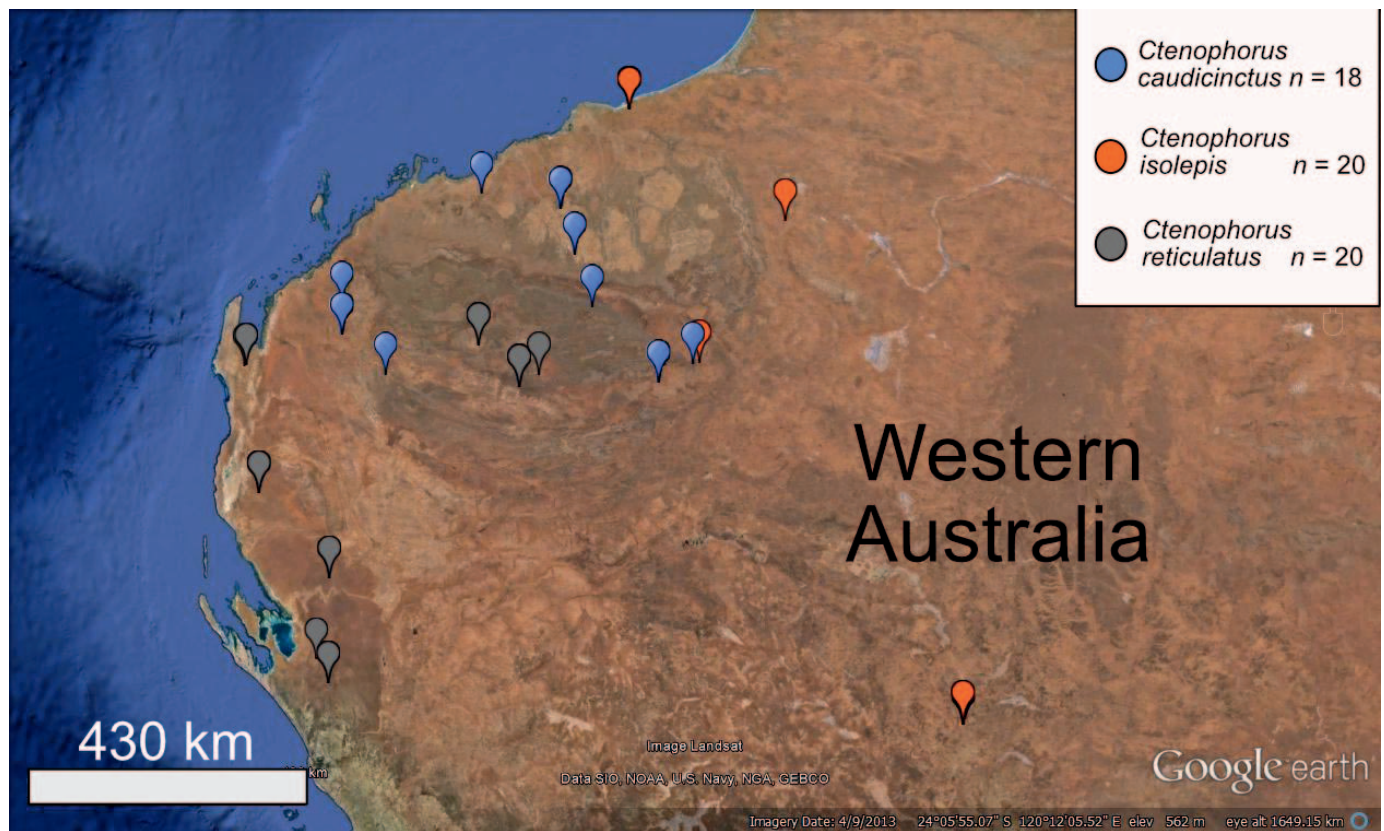 Ctenophorus
caudicinctus n = 18
Ctenophorus
isolepis n = 20
Ctenophorus
reticulatus n = 20
Western
Australia
430 km
km
Image Landsat
Data SIO, NOAA, U.S. Navy, NGA, GEBCO
Google earth
Imagery Date: 4/9/2013 24°05'55.07" S 120°12'05.52" E elev 562 m eye alt 1649.15 km